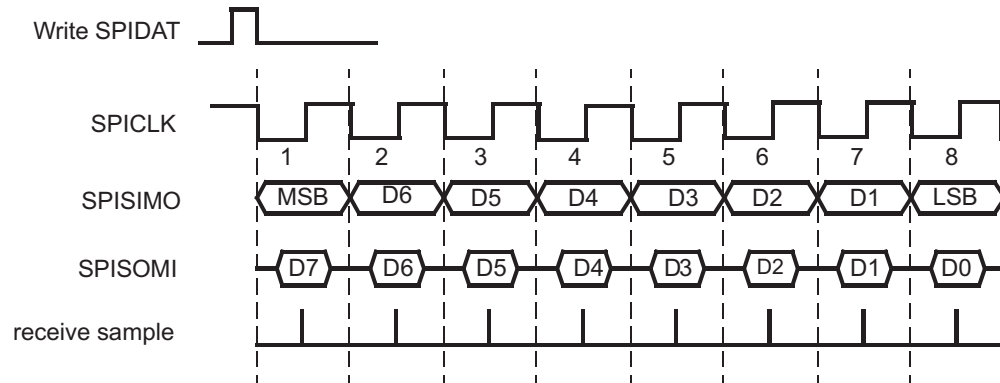 Write SPIDAT
SPICLK
1 2 3 4 5 6 7 8
SPISIMO MSB D6 D5 D4 D3 D2 D1 LSB
SPISOMI D7 D6 D5 D4 D3 D2 D1 D0
receive sample